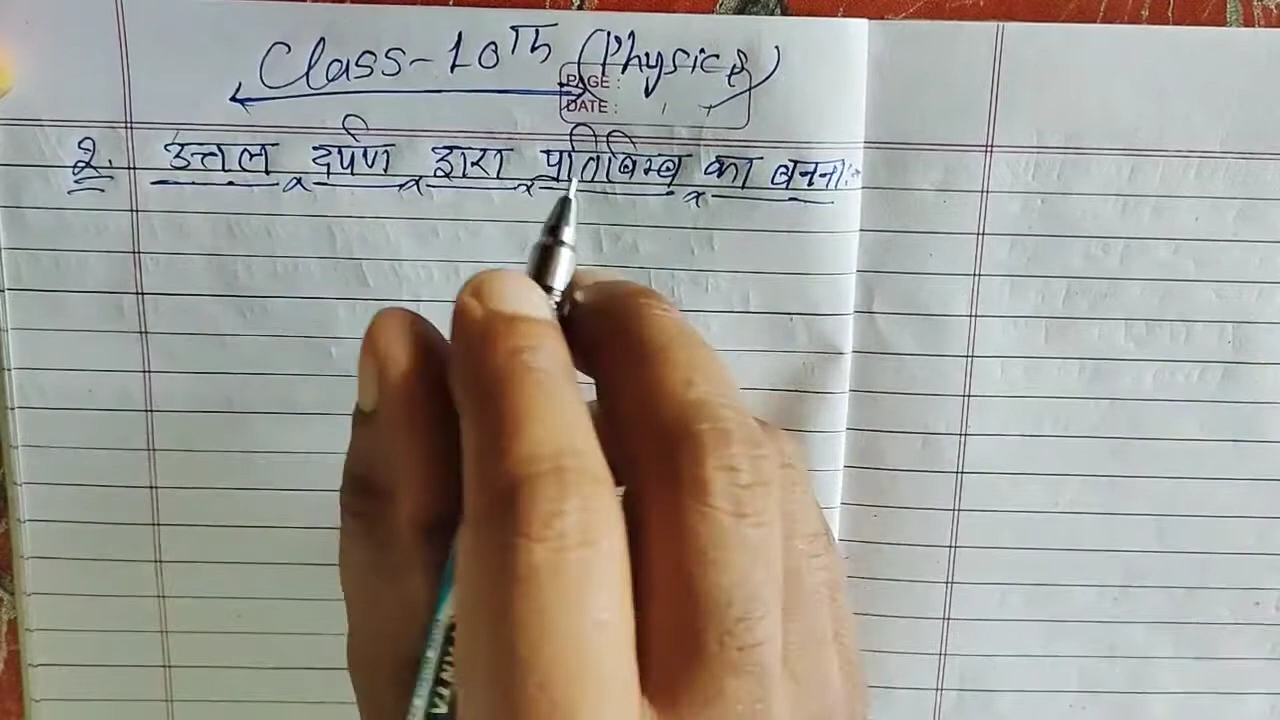 Class-10Th (Physics)
PAGE :
DATE :
2. उत्तल दर्पण द्वारा प्रतिबिम्ब का बनना:-